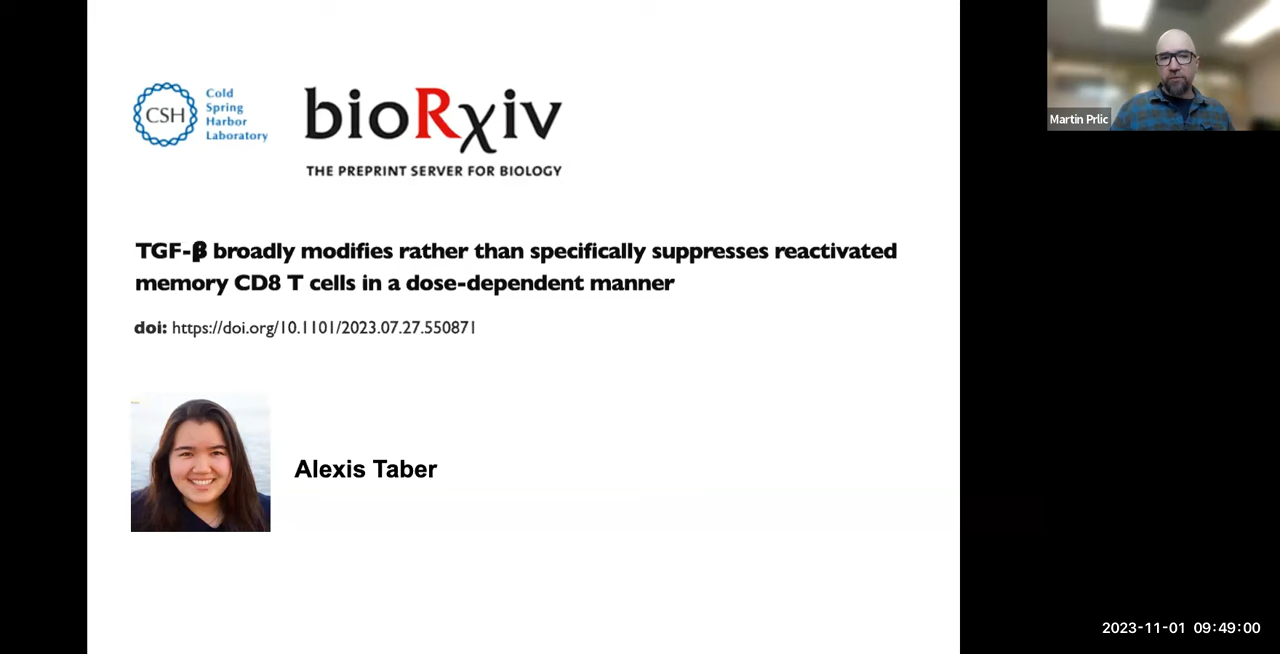 CSH
Cold
Spring
Harbor
Laboratory
bioRχiv
THE PREPRINT SERVER FOR BIOLOGY
TGF-β broadly modifies rather than specifically suppresses reactivated
memory CD8 T cells in a dose-dependent manner
doi: https://doi.org/10.1101/2023.07.27.550871
Alexis Taber
Martin Prlic
2023-11-01 09:49:00